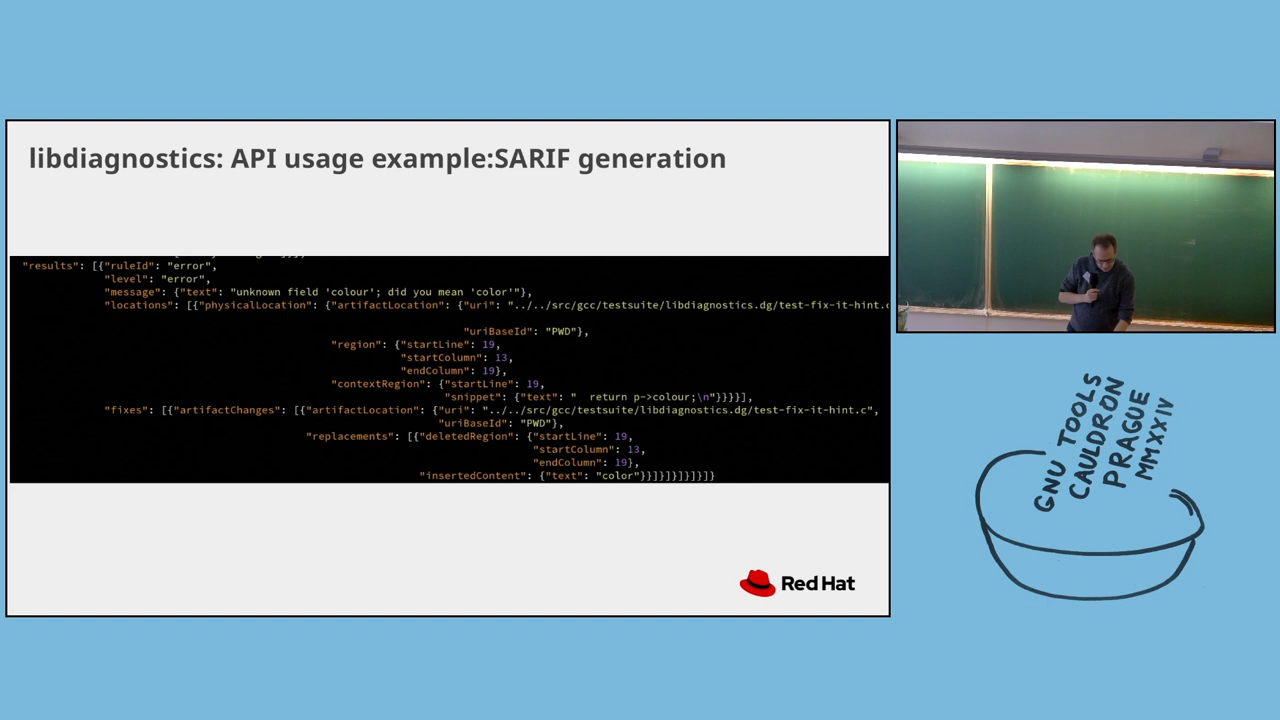 libdiagnostics: API usage example:SARIF generation
"results": [{"ruleId": "error",
"level": "error",
"message": {"text": "unknown field 'colour'; did you mean 'color'"},
"locations": [{"physicalLocation": {"artifactLocation": {"uri": "../../src/gcc/testsuite/libdiagnostics.dg/test-fix-it-hint.c
"uriBaseId": "PWD"},
"region": {"startLine": 19,
"startColumn": 13,
"endColumn": 19},
"contextRegion": {"startLine": 19,
"snippet": {"text": "  return p->colour;\n"}}}}],
"fixes": [{"artifactChanges": [{"artifactLocation": {"uri": "../../src/gcc/testsuite/libdiagnostics.dg/test-fix-it-hint.c",
"uriBaseId": "PWD"},
"replacements": [{"deletedRegion": {"startLine": 19,
"startColumn": 13,
"endColumn": 19},
"insertedContent": {"text": "color"}}]}]}]}]}
Red Hat
GNU TOOLS
CAULDRON
PRAGUE
MMXXIV